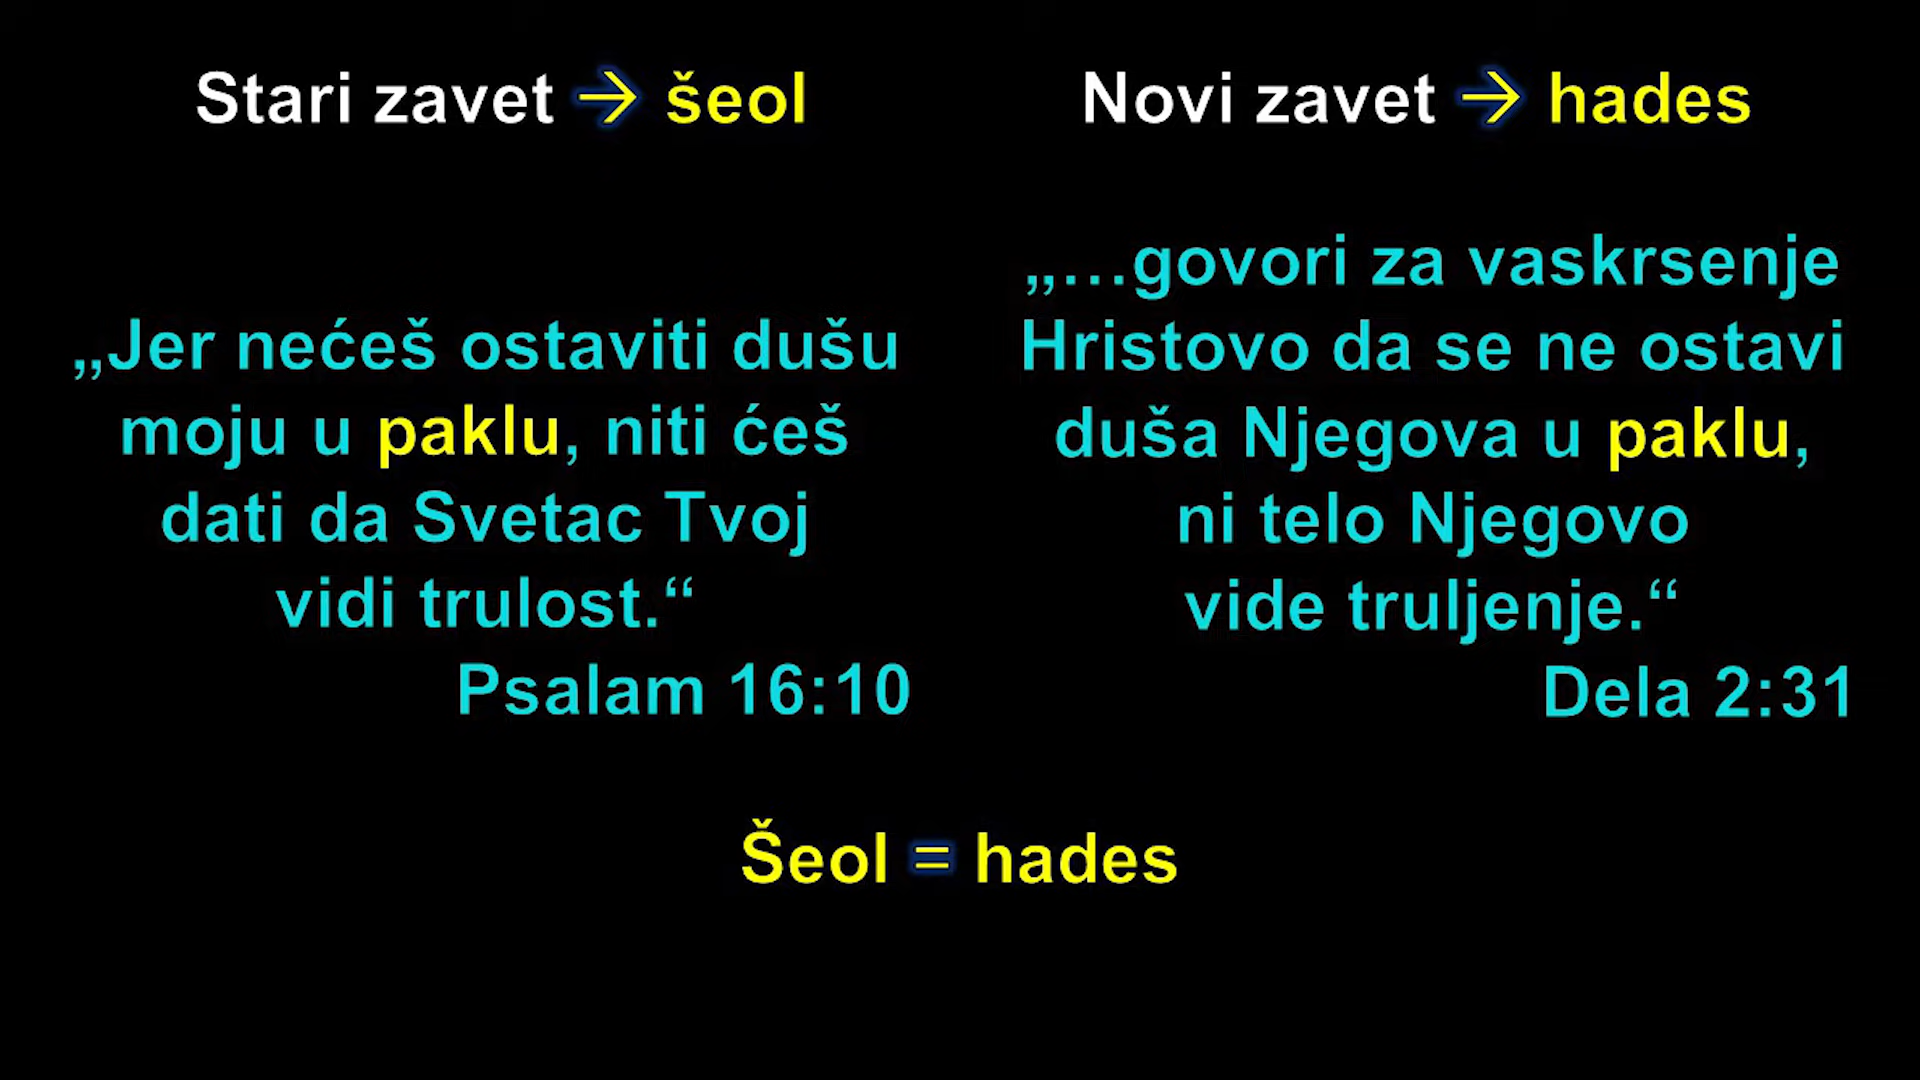 Stari zavet → šeol
„Jer nećeš ostaviti dušu
moju u paklu, niti ćeš
dati da Svetac Tvoj
vidi trulost.“
Psalam 16:10
Novi zavet → hades
„…govori za vaskrsenje
Hristovo da se ne ostavi
duša Njegova u paklu,
ni telo Njegovo
vide truljenje.“
Dela 2:31
Šeol = hades